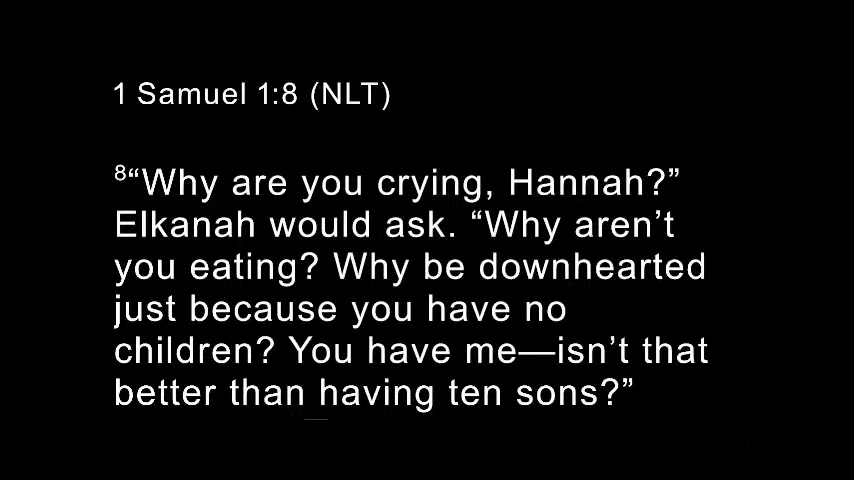 1 Samuel 1:8 (NLT)
⁸“Why are you crying, Hannah?”
Elkanah would ask. “Why aren’t
you eating? Why be downhearted
just because you have no
children? You have me—isn’t that
better than having ten sons?”